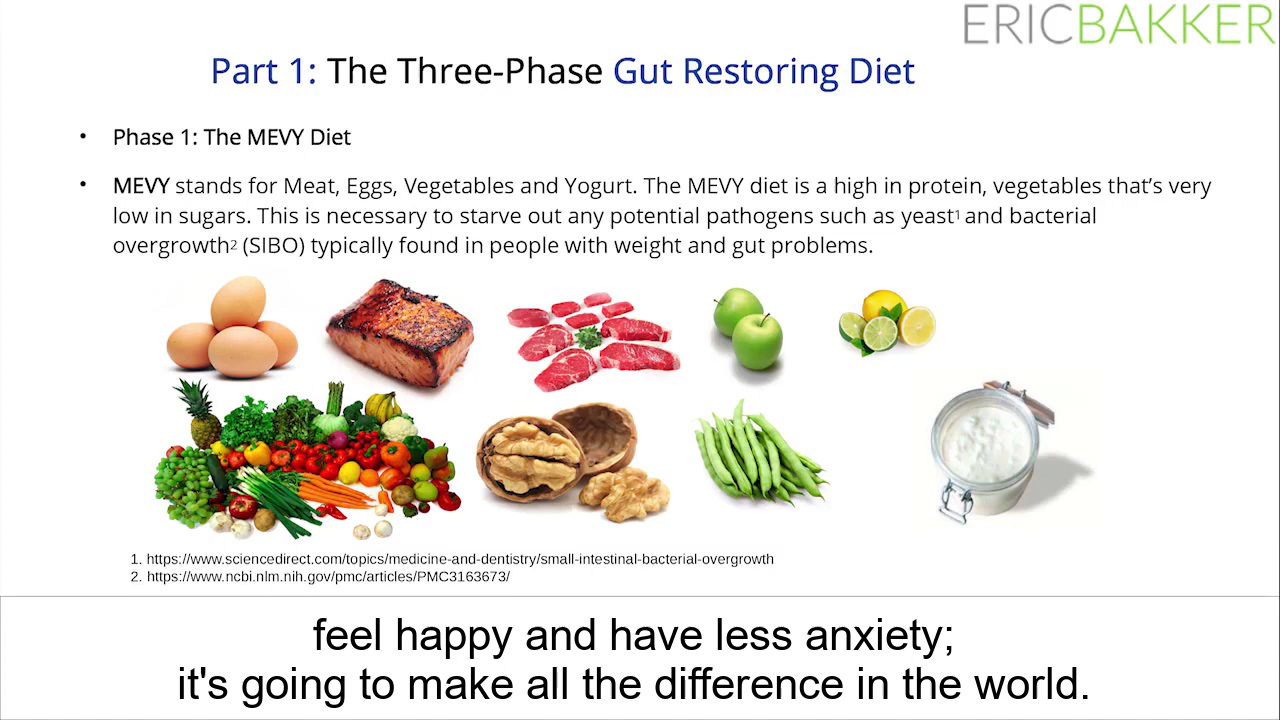 ERICBAKKER
Part 1: The Three-Phase Gut Restoring Diet
• Phase 1: The MEVY Diet
• MEVY stands for Meat, Eggs, Vegetables and Yogurt. The MEVY diet is a high in protein, vegetables that's very
low in sugars. This is necessary to starve out any potential pathogens such as yeast¹ and bacterial
overgrowth² (SIBO) typically found in people with weight and gut problems.
1. https://www.sciencedirect.com/topics/medicine-and-dentistry/small-intestinal-bacterial-overgrowth
2. https://www.ncbi.nlm.nih.gov/pmc/articles/PMC3163673/
feel happy and have less anxiety;
it's going to make all the difference in the world.